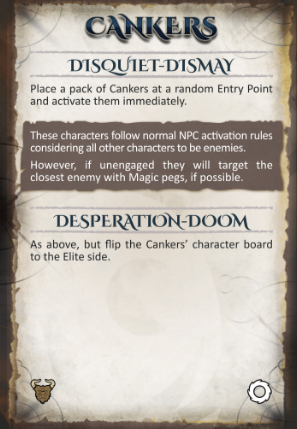 CANKERS
DISQUIET-DISMAY
Place a pack of Cankers at a random Entry Point
and activate them immediately.
These characters follow normal NPC activation rules
considering all other characters to be enemies.
However, if unengaged they will target the
closest enemy with Magic pegs, if possible.
DESPERATION-DOOM
As above, but flip the Cankers’ character board
to the Elite side.